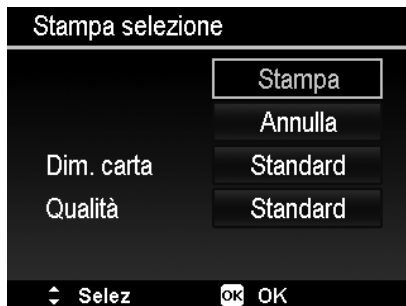 Stampa selezione
Stampa
Annulla
Dim. carta Standard
Qualità Standard
Selez OK OK